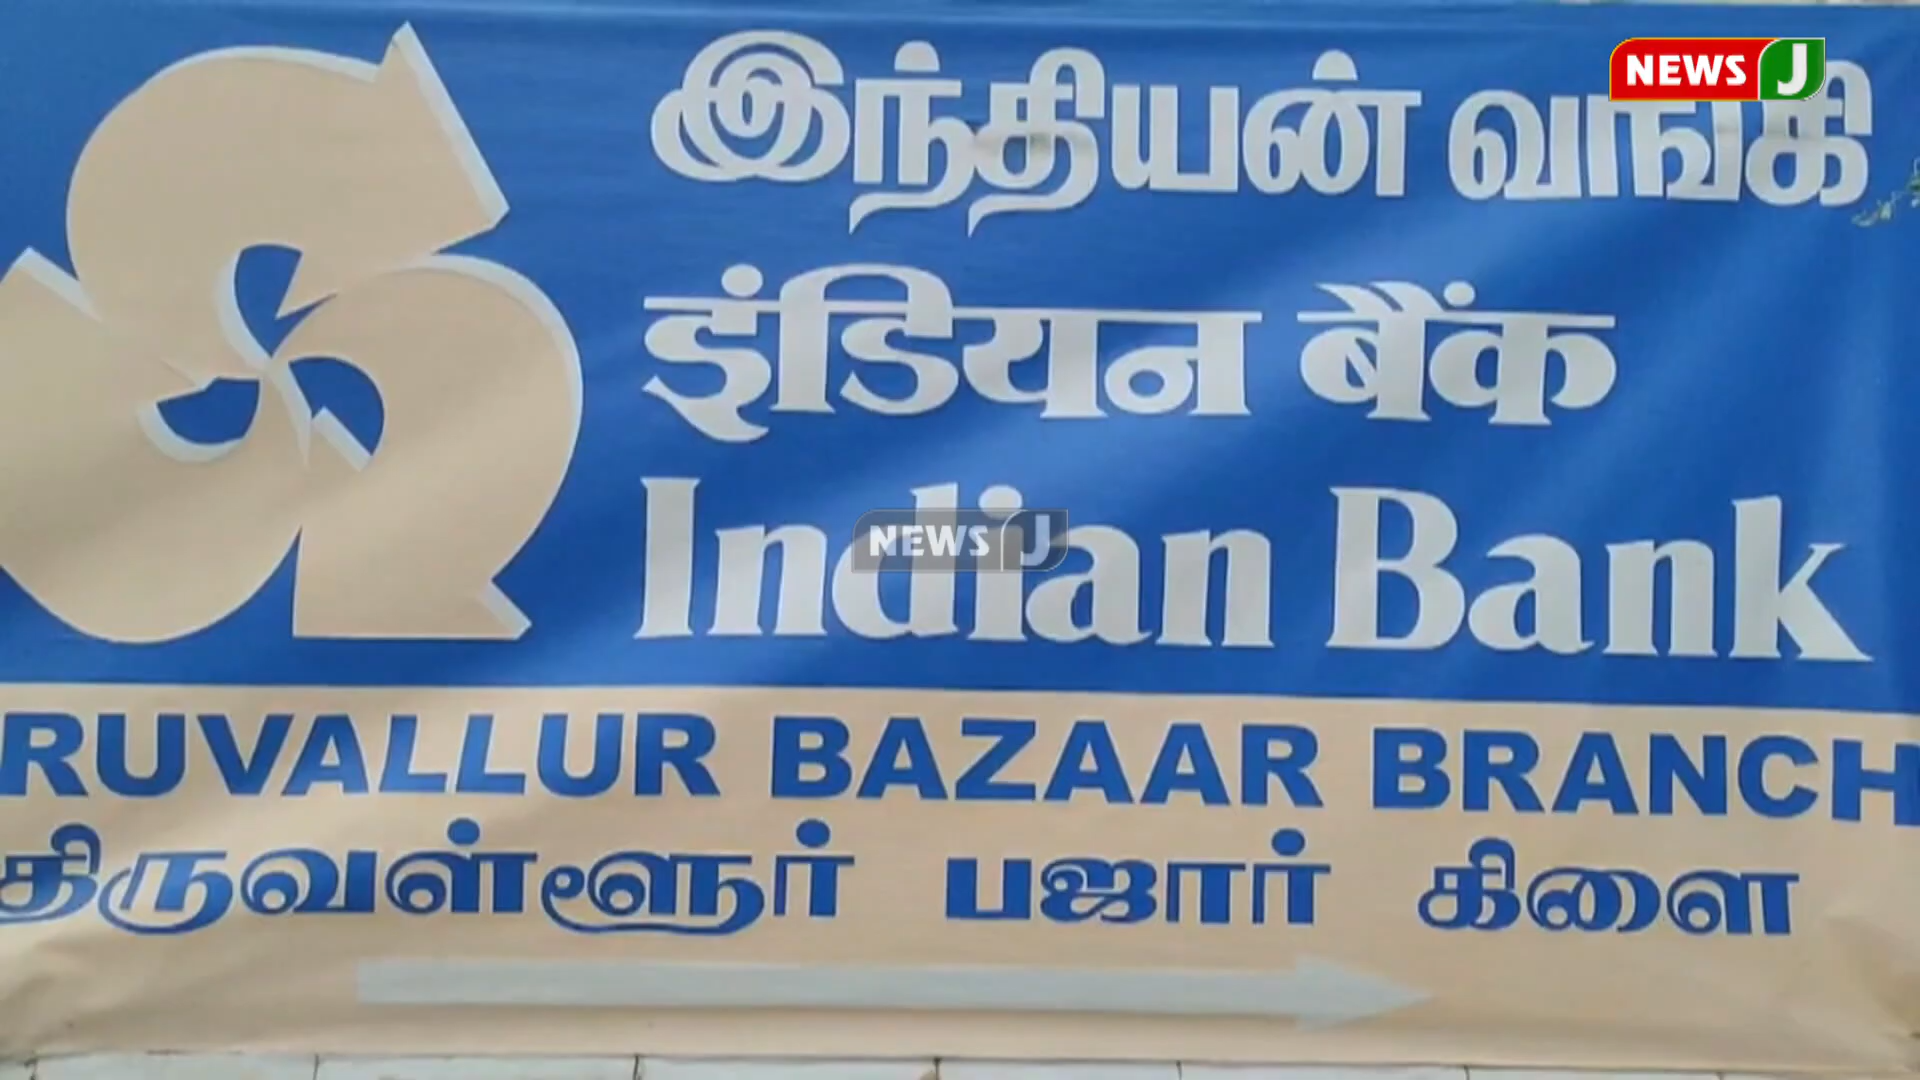 NEWS J
இந்தியன் வங்கி
इंडियन बैंक
Indian Bank
NEWS J
RUVALLUR BAZAAR BRANCH
திருவள்ளூர் பஜார் கிளை